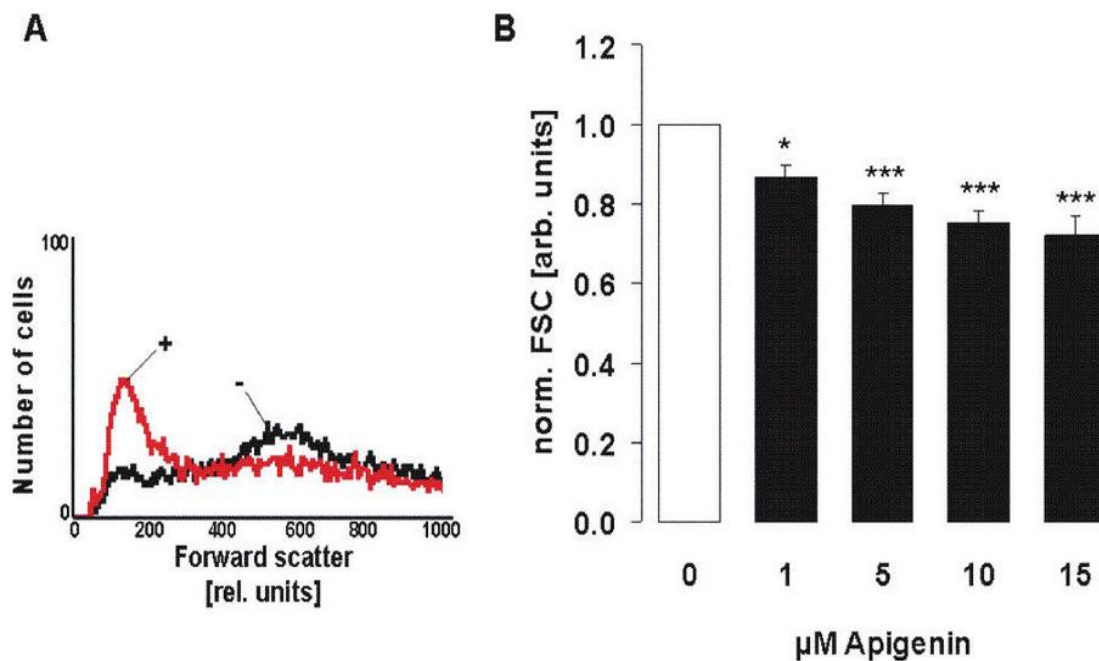 A
100
Number of cells
0
+
-
0 200 400 600 800 1000
Forward scatter
[rel. units]
B
norm. FSC [arb. units]
1.2
1.0
0.8
0.6
0.4
0.2
0.0
* *** *** ***
0 1 5 10 15
µM Apigenin